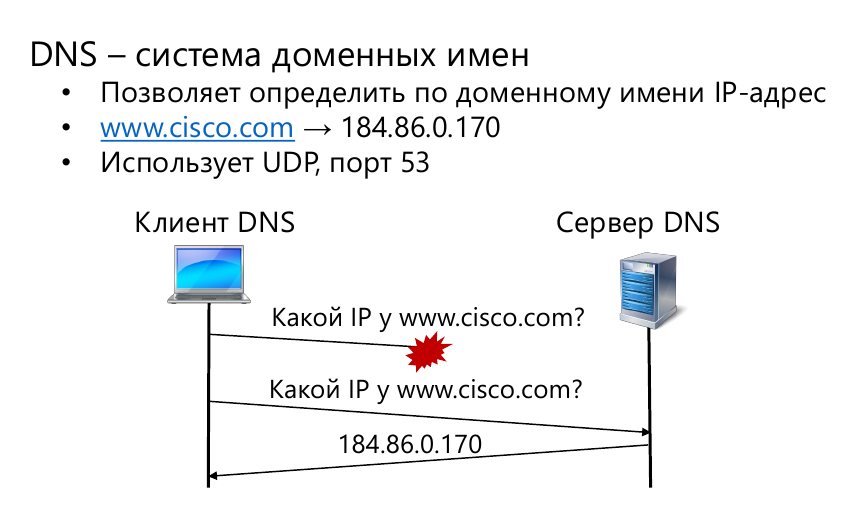 DNS – система доменных имен
• Позволяет определить по доменному имени IP-адрес
• www.cisco.com → 184.86.0.170
• Использует UDP, порт 53
Клиент DNS
Сервер DNS
Какой IP у www.cisco.com?
Какой IP у www.cisco.com?
184.86.0.170